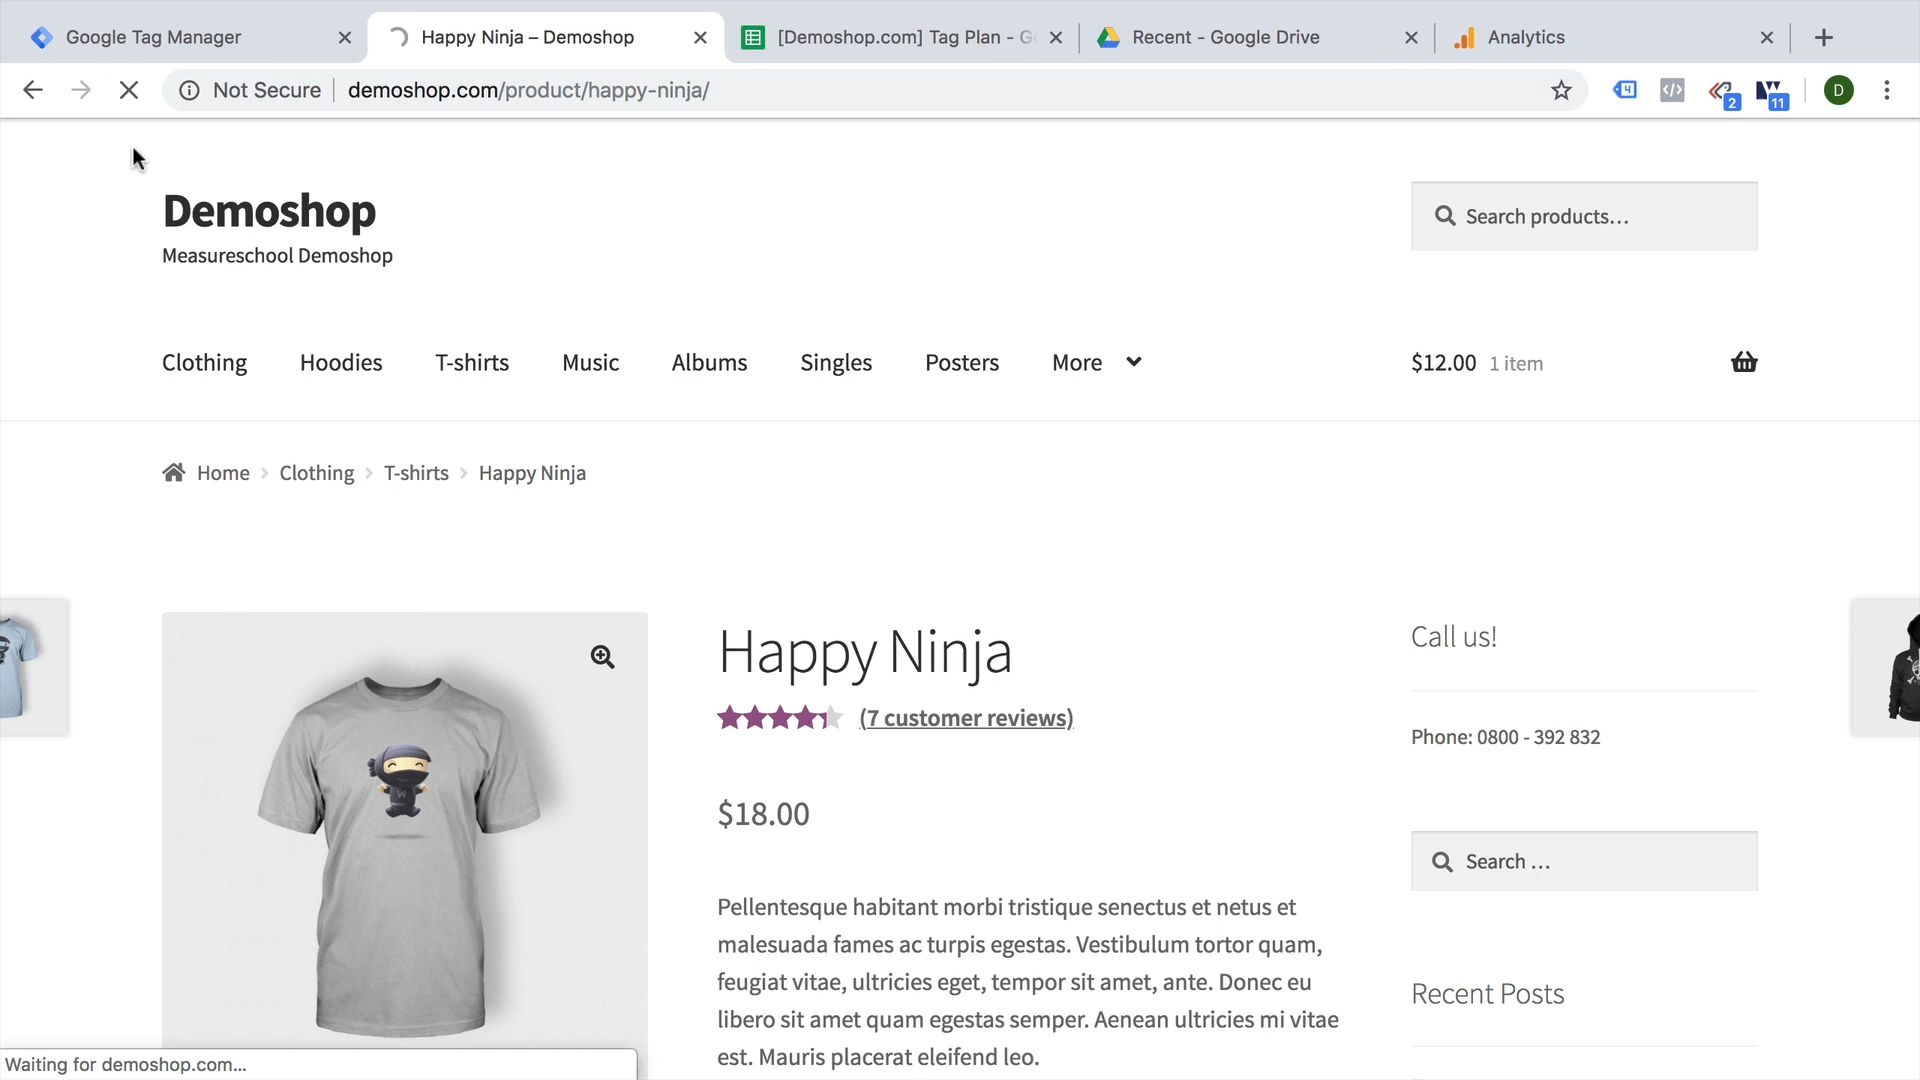 Google Tag Manager
Happy Ninja – Demoshop
[Demoshop.com] Tag Plan - Go
Recent - Google Drive
Analytics
Not Secure
demoshop.com/product/happy-ninja/
4
2
11
D
Demoshop
Measureschool Demoshop
Search products…
Clothing
Hoodies
T-shirts
Music
Albums
Singles
Posters
More
$12.00 1 item
Home
Clothing
T-shirts
Happy Ninja
Happy Ninja
(7 customer reviews)
$18.00
Pellentesque habitant morbi tristique senectus et netus et
malesuada fames ac turpis egestas. Vestibulum tortor quam,
feugiat vitae, ultricies eget, tempor sit amet, ante. Donec eu
libero sit amet quam egestas semper. Aenean ultricies mi vitae
est. Mauris placerat eleifend leo.
Call us!
Phone: 0800 - 392 832
Search …
Recent Posts
W
Waiting for demoshop.com...